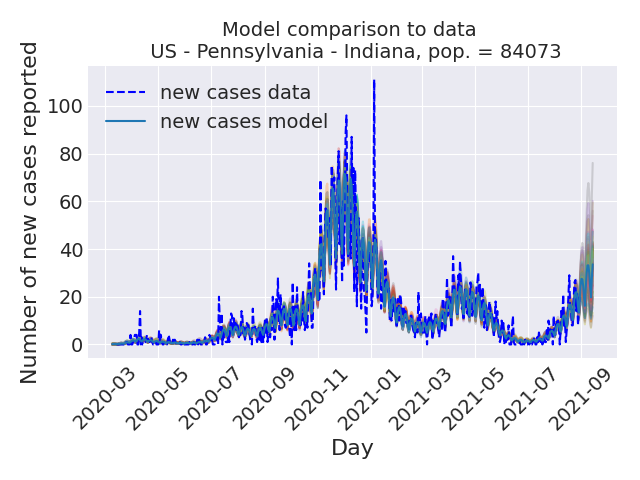 Model comparison to data
US - Pennsylvania - Indiana, pop. = 84073
Number of new cases reported
100
80
60
40
20
0
new cases data
new cases model
2020-03
2020-05
2020-07
2020-09
2020-11
2021-01
2021-03
2021-05
2021-07
2021-09
Day